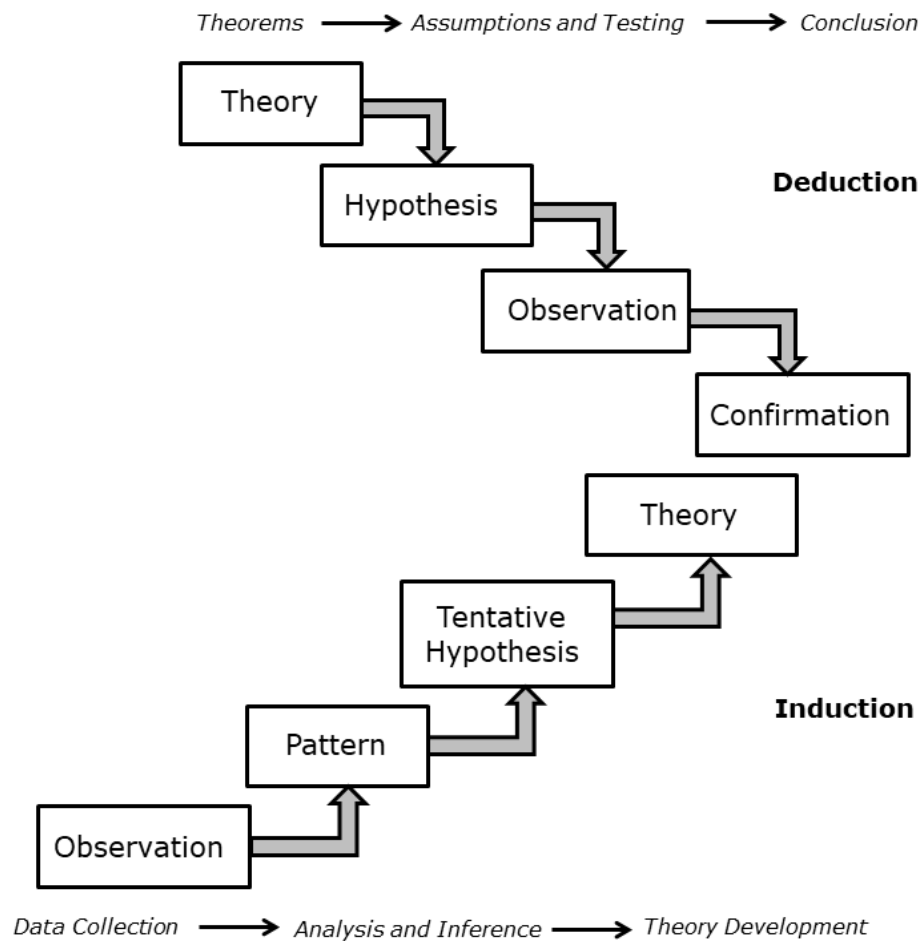 Theorems Assumptions and Testing Conclusion
Theory
Deduction
Hypothesis
Observation
Confirmation
Theory
Tentative
Hypothesis
Induction
Pattern
Observation
Data Collection Analysis and Inference Theory Development